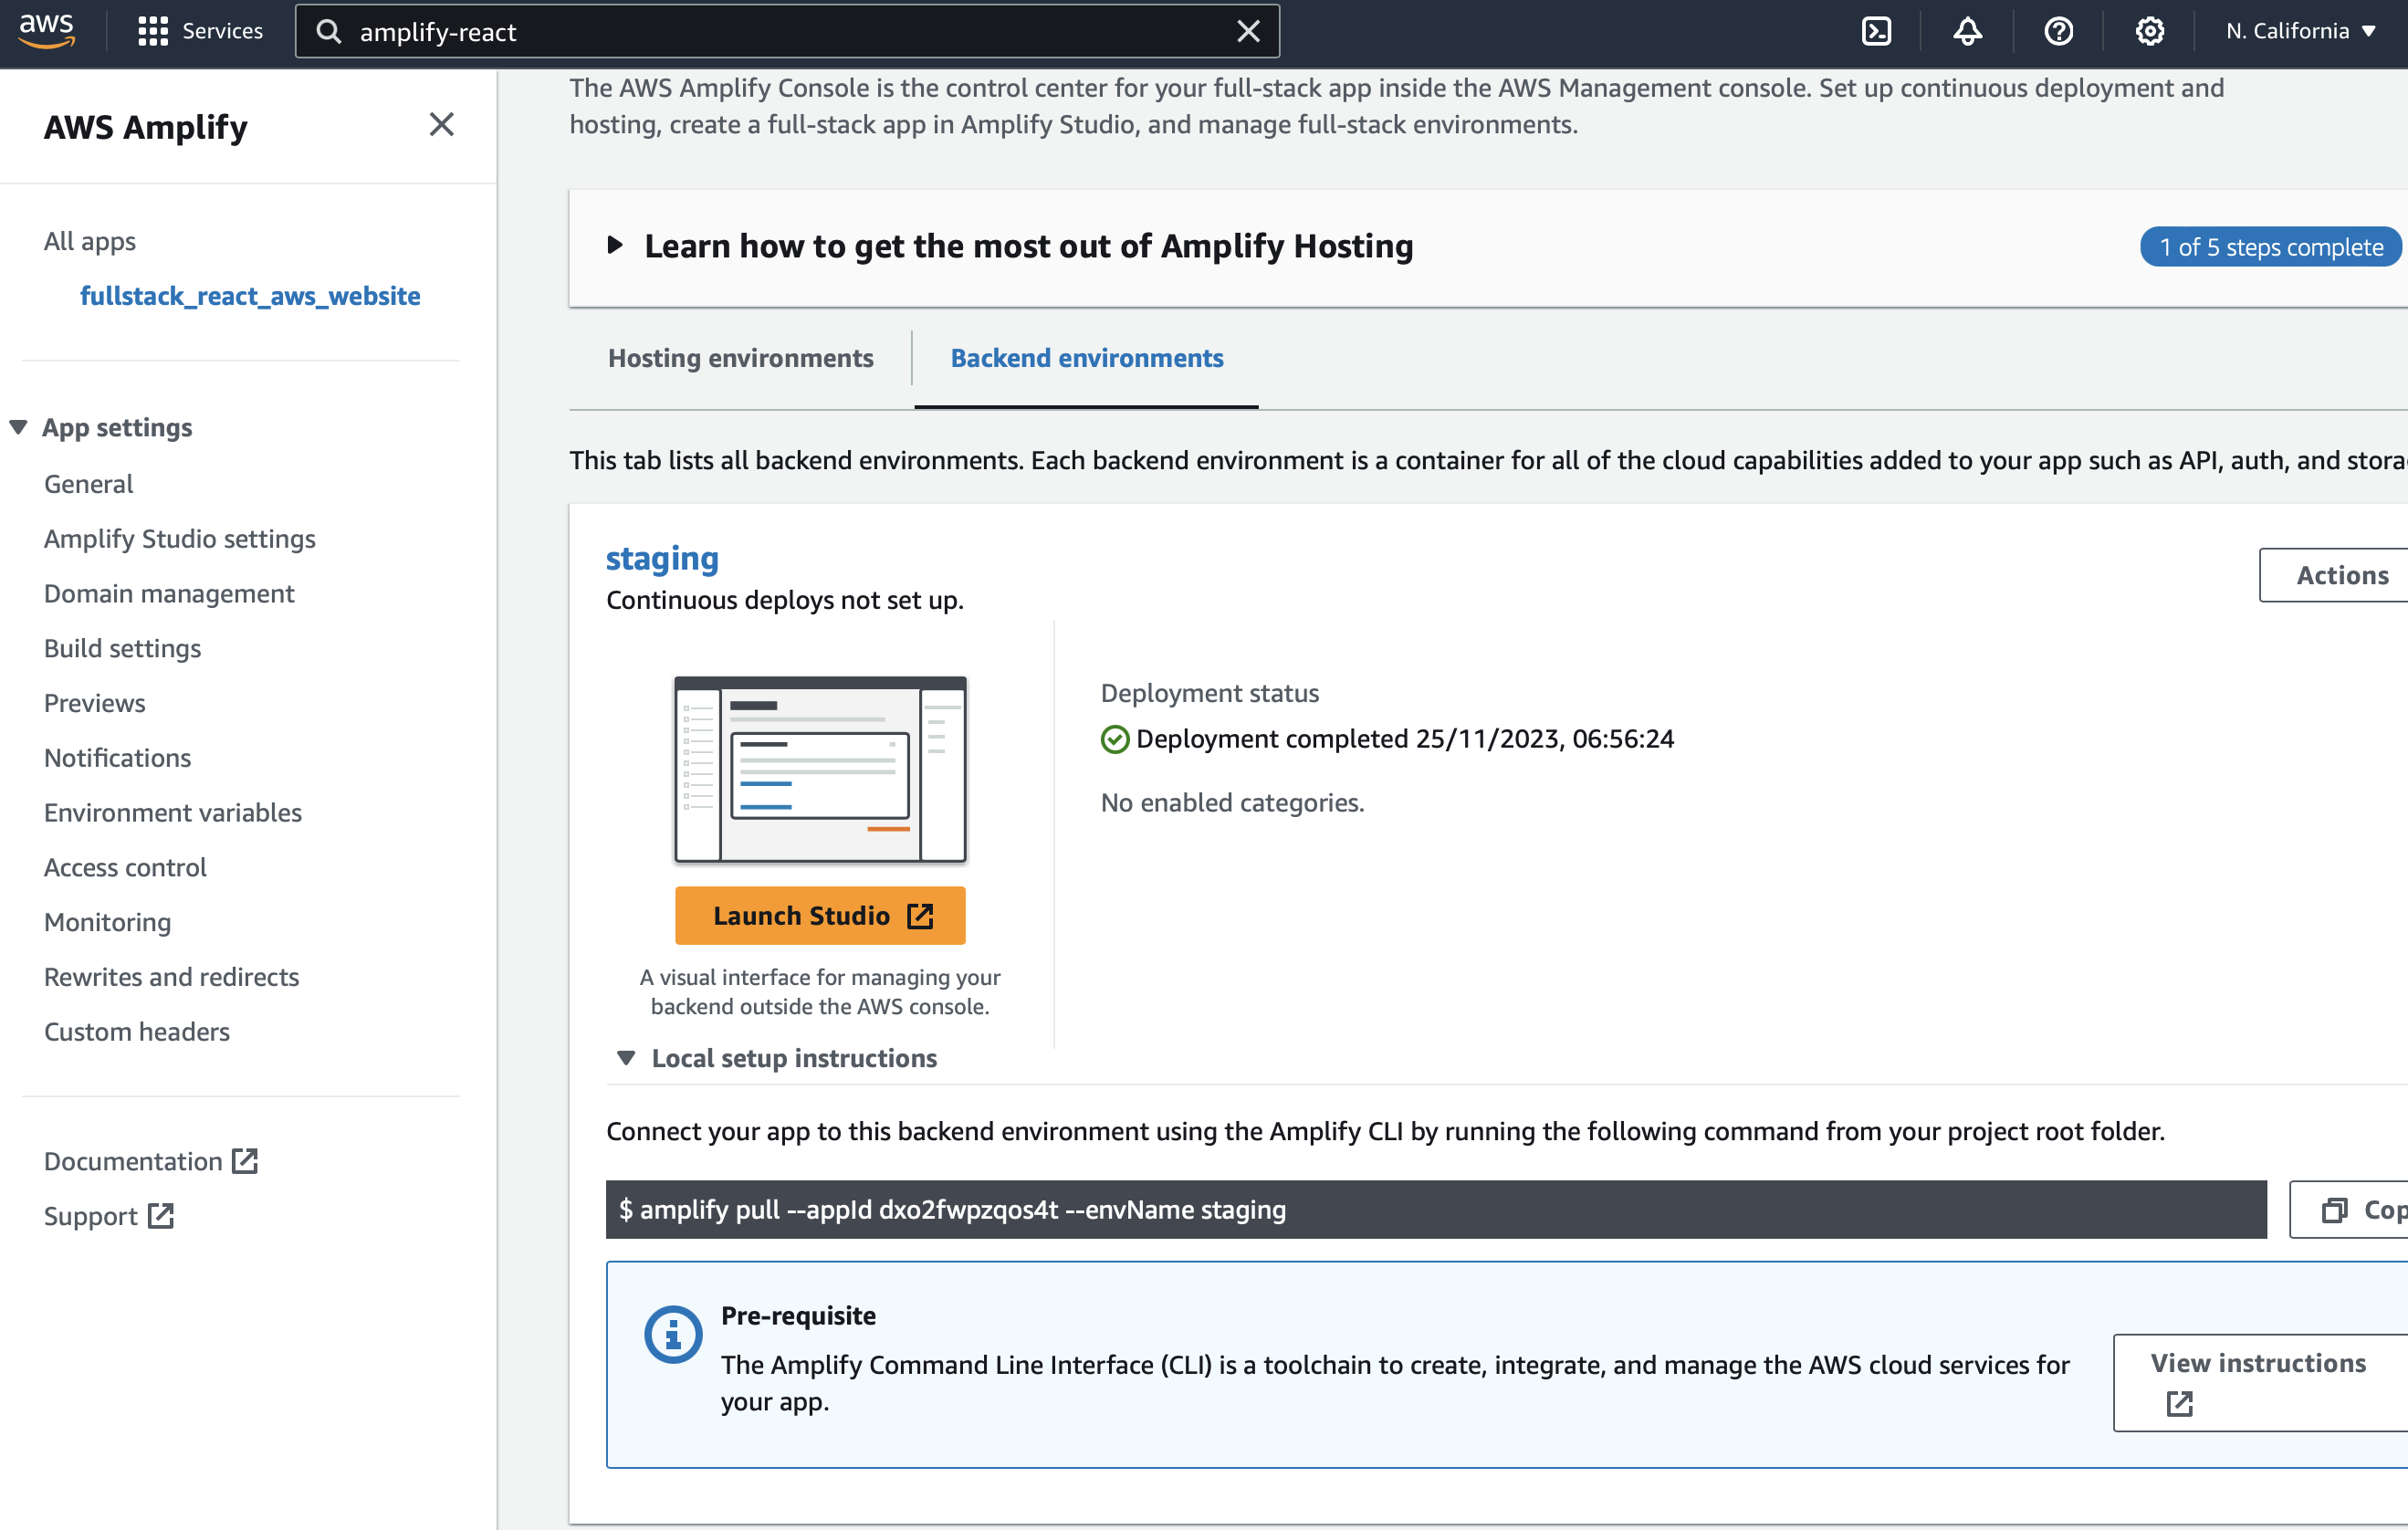 aws
Services
amplify-react
N. California
AWS Amplify
All apps
fullstack_react_aws_website
App settings
General
Amplify Studio settings
Domain management
Build settings
Previews
Notifications
Environment variables
Access control
Monitoring
Rewrites and redirects
Custom headers
Documentation
Support
The AWS Amplify Console is the control center for your full-stack app inside the AWS Management console. Set up continuous deployment and
hosting, create a full-stack app in Amplify Studio, and manage full-stack environments.
Learn how to get the most out of Amplify Hosting
1 of 5 steps complete
Hosting environments
Backend environments
This tab lists all backend environments. Each backend environment is a container for all of the cloud capabilities added to your app such as API, auth, and
staging
Continuous deploys not set up.
Actions
Launch Studio
A visual interface for managing your
backend outside the AWS console.
Deployment status
Deployment completed 25/11/2023, 06:56:24
No enabled categories.
Local setup instructions
Connect your app to this backend environment using the Amplify CLI by running the following command from your project root folder.
$ amplify pull --appId dxo2fwpzqos4t --envName staging
Pre-requisite
The Amplify Command Line Interface (CLI) is a toolchain to create, integrate, and manage the AWS cloud services for
your app.
View instructions